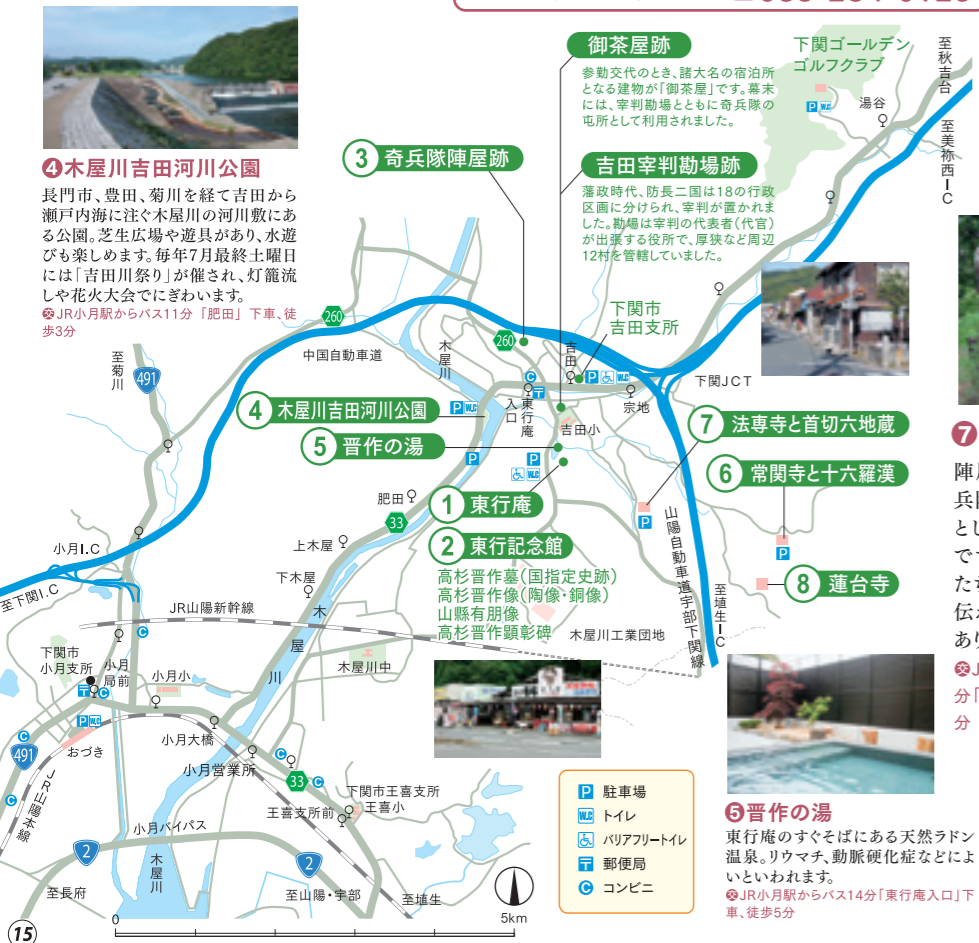 ❹木屋川吉田河川公園
長門市、豊田、菊川を経て吉田から
瀬戸内海に注ぐ木屋川の河川敷にあ
る公園。芝生広場や遊具があり、水遊
びも楽しめます。毎年7月最終土曜日
には「吉田川祭り」が催され、灯籠流
しや花火大会でにぎわいます。
交JR小月駅からバス11分「肥田」下車、徒
歩3分
御茶屋跡
参勤交代のとき、諸大名の宿泊所
となる建物が「御茶屋」です。幕末
には、宰判勘場とともに奇兵隊の
屯所として利用されました。
吉田宰判勘場跡
藩政時代、防長二国は18の行政
区画に分けられ、宰判が置かれま
した。勘場は宰判の代表者(代官)
が出張する役所で、厚狭など周辺
12村を管轄していました。
下関ゴールデン
ゴルフクラブ
P W.C
湯谷
至秋吉台
至美祢西IC
3 奇兵隊陣屋跡
下関市
吉田支所
260
260
中国自動車道
木屋川
吉田
P W.C
下関JCT
至菊川
491
4 木屋川吉田河川公園
P W.C
東行庵
入口
宗地
吉田小
5 晋作の湯
P
P
W.C
7 法専寺と首切六地蔵
P
6 常関寺と十六羅漢
P
8 蓮台寺
1 東行庵
2 東行記念館
高杉晋作墓(国指定史跡)
高杉晋作像(陶像・銅像)
山縣有朋像
高杉晋作顕彰碑
肥田
33
上木屋
下木屋
小月I.C
至下関I.C
JR山陽新幹線
木屋川
木屋川工業団地
山陽自動車道宇部下関線
至埴生IC
木屋川中
下関市
小月支所
小月
局前
小月小
P W.C
おづき
491
JR山陽本線
小月大橋
小月営業所
33
下関市王喜支所
王喜支所前
王喜小
小月バイパス
2
2
木屋川
至長府
至山陽・宇部
至埴生
P 駐車場
W.C トイレ
バリアフリートイレ
〒 郵便局
C コンビニ
0
5km
❺晋作の湯
東行庵のすぐそばにある天然ラドン
温泉。リウマチ、動脈硬化症などによ
いといわれます。
交JR小月駅からバス14分「東行庵入口」下
車、徒歩5分
❼
陣
兵
とし
でで
たち
伝
あり
交J
分「
分
15